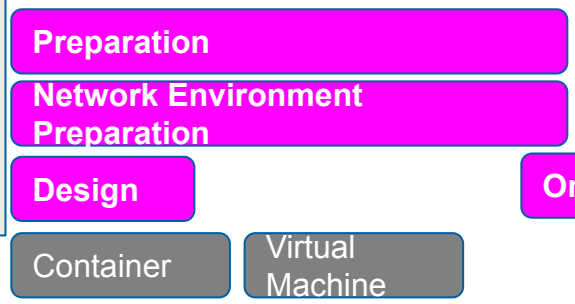 Preparation
Network Environment
Preparation
Design
Container
Virtual
Machine